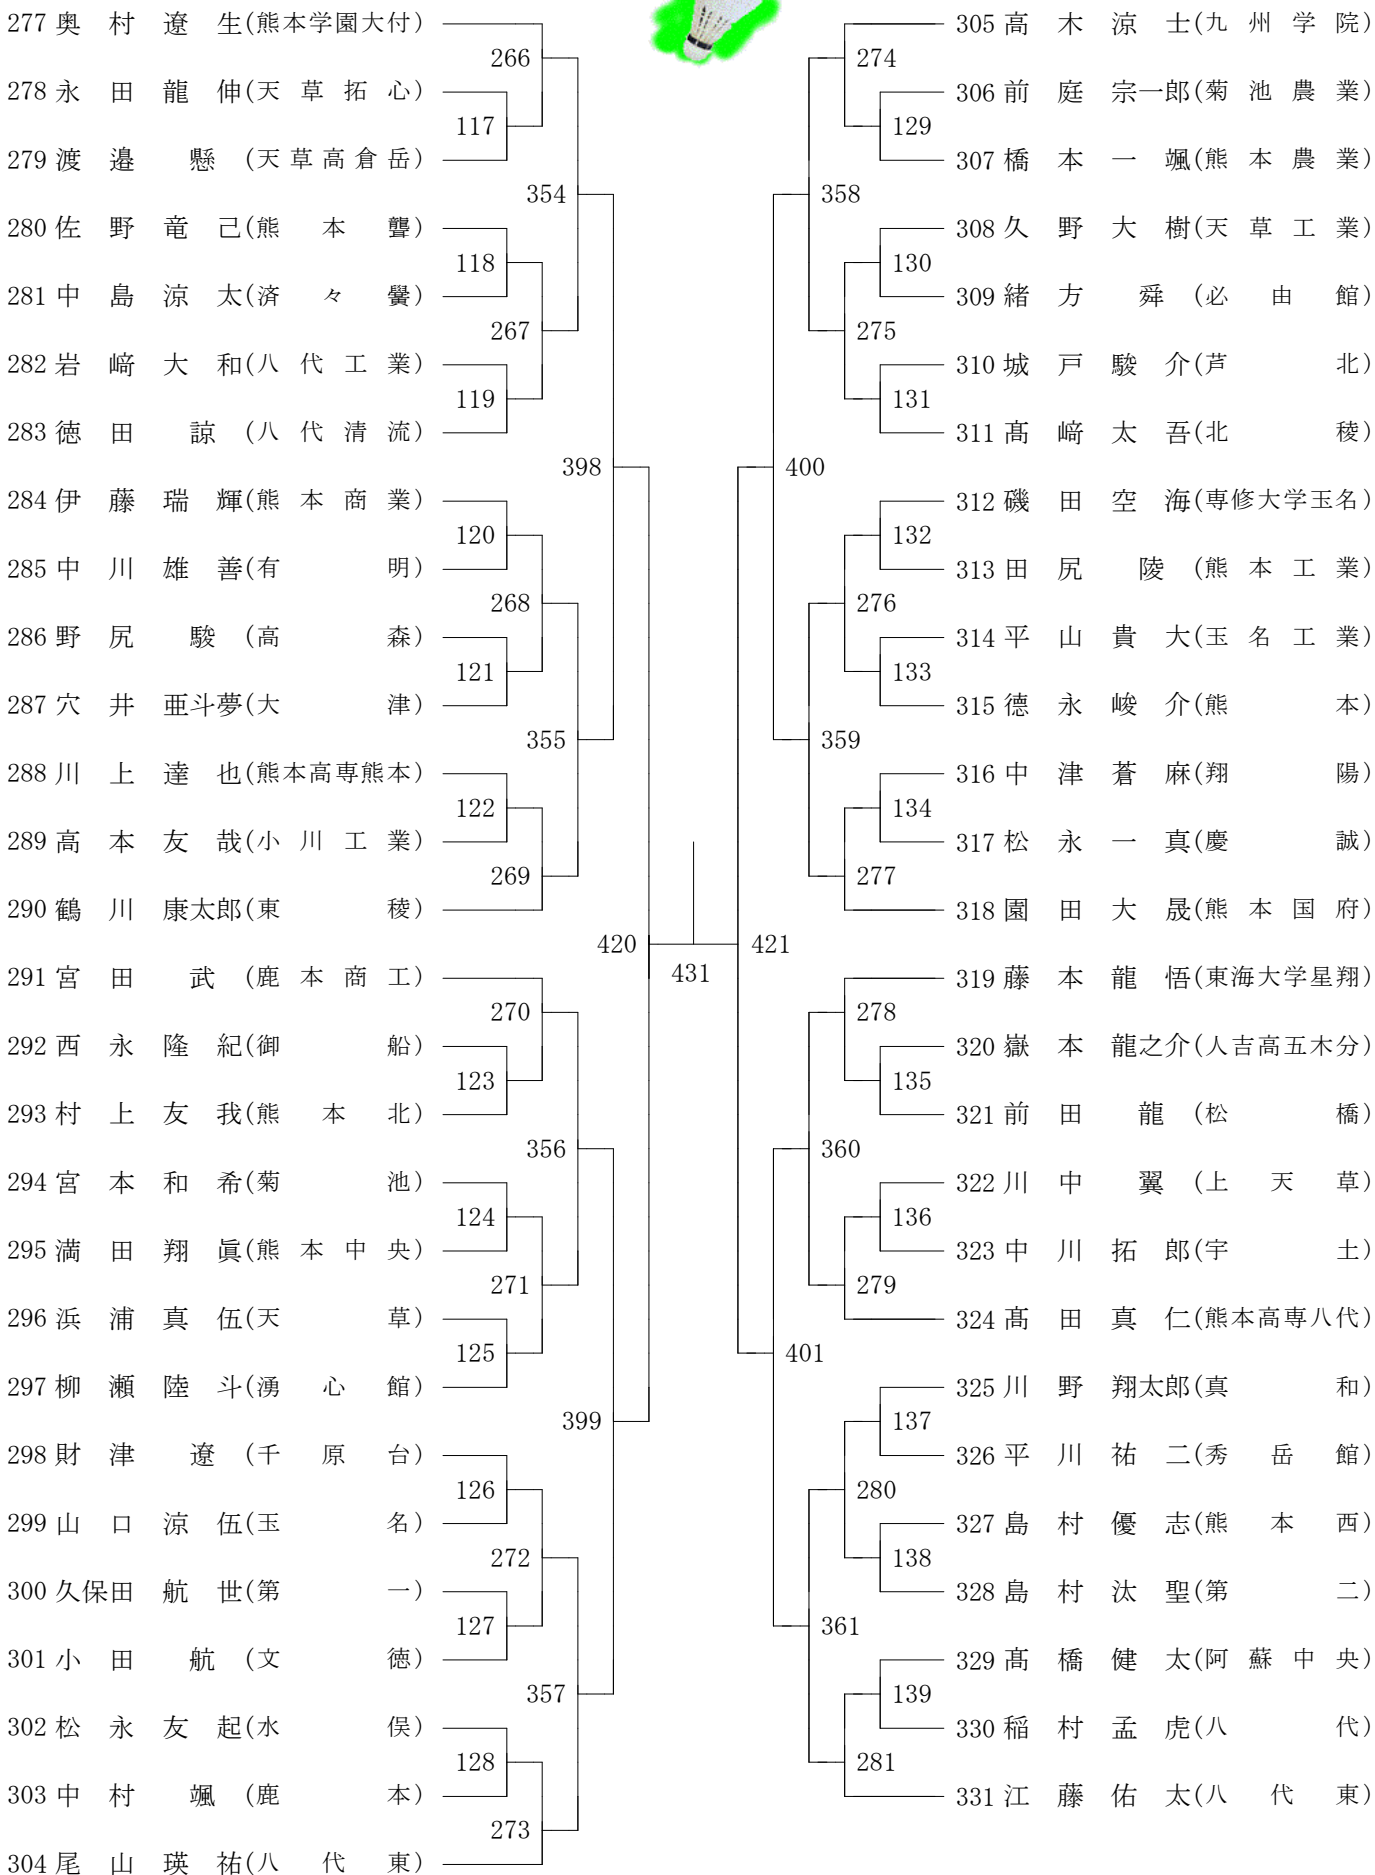 277 奥村遼生(熊本学園大付)
266
278 永田龍伸(天草拓心)
117
279 渡邉懸(天草高倉岳)
354
280 佐野竜己(熊本聾)
118
281 中島涼太(済々黌)
267
282 岩﨑大和(八代工業)
119
283 徳田諒(八代清流)
398
284 伊藤瑞輝(熊本商業)
120
285 中川雄善(有明)
268
286 野尻駿(高森)
121
287 穴井亜斗夢(大津)
355
288 川上達也(熊本高専熊本)
122
289 高本友哉(小川工業)
269
290 鶴川康太郎(東稜)
420
291 宮田武(鹿本商工)
270
292 西永隆紀(御船)
123
293 村上友我(熊本北)
356
294 宮本和希(菊池)
124
295 満田翔眞(熊本中央)
271
296 浜浦真伍(天草)
125
297 柳瀬陸斗(湧心館)
399
298 財津遼(千原台)
126
299 山口涼伍(玉名)
272
300 久保田航世(第一)
127
301 小田航(文徳)
357
302 松永友起(水俣)
128
303 中村颯(鹿本)
273
304 尾山瑛祐(八代東)
431
305 高木涼士(九州学院)
274
306 前庭宗一郎(菊池農業)
129
307 橋本一颯(熊本農業)
358
308 久野大樹(天草工業)
130
309 緒方舜(必由館)
275
310 城戸駿介(芦北)
131
311 髙﨑太吾(北稜)
400
312 磯田空海(専修大学玉名)
132
313 田尻陵(熊本工業)
276
314 平山貴大(玉名工業)
133
315 德永峻介(熊本)
359
316 中津蒼麻(翔陽)
134
317 松永一真(慶誠)
277
318 園田大晟(熊本国府)
421
319 藤本龍悟(東海大学星翔)
278
320 嶽本龍之介(人吉高五木分)
135
321 前田龍(松橋)
360
322 川中翼(上天草)
136
323 中川拓郎(宇土)
279
324 髙田真仁(熊本高専八代)
401
325 川野翔太郎(真和)
137
326 平川祐二(秀岳館)
280
327 島村優志(熊本西)
138
328 島村汰聖(第二)
361
329 髙橋健太(阿蘇中央)
139
330 稲村孟虎(八代)
281
331 江藤佑太(八代東)